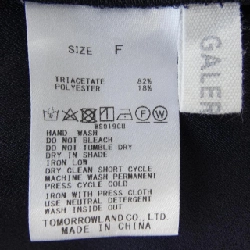 SIZE F
TRIACETATE 82%
POLYESTER 18%
HAND WASH
DO NOT BLEACH
DO NOT TUMBLE DRY
DRY IN SHADE
IRON LOW
DRY CLEAN SHORT CYCLE
MACHINE WASH PERMANENT
PRESS CYCLE COLD
IRON WITH PRESS CLOTH
USE NEUTRAL DETERGENT
WASH INSIDE OUT
TOMORROWLAND CO., LTD.
MADE IN CHINA
GALER